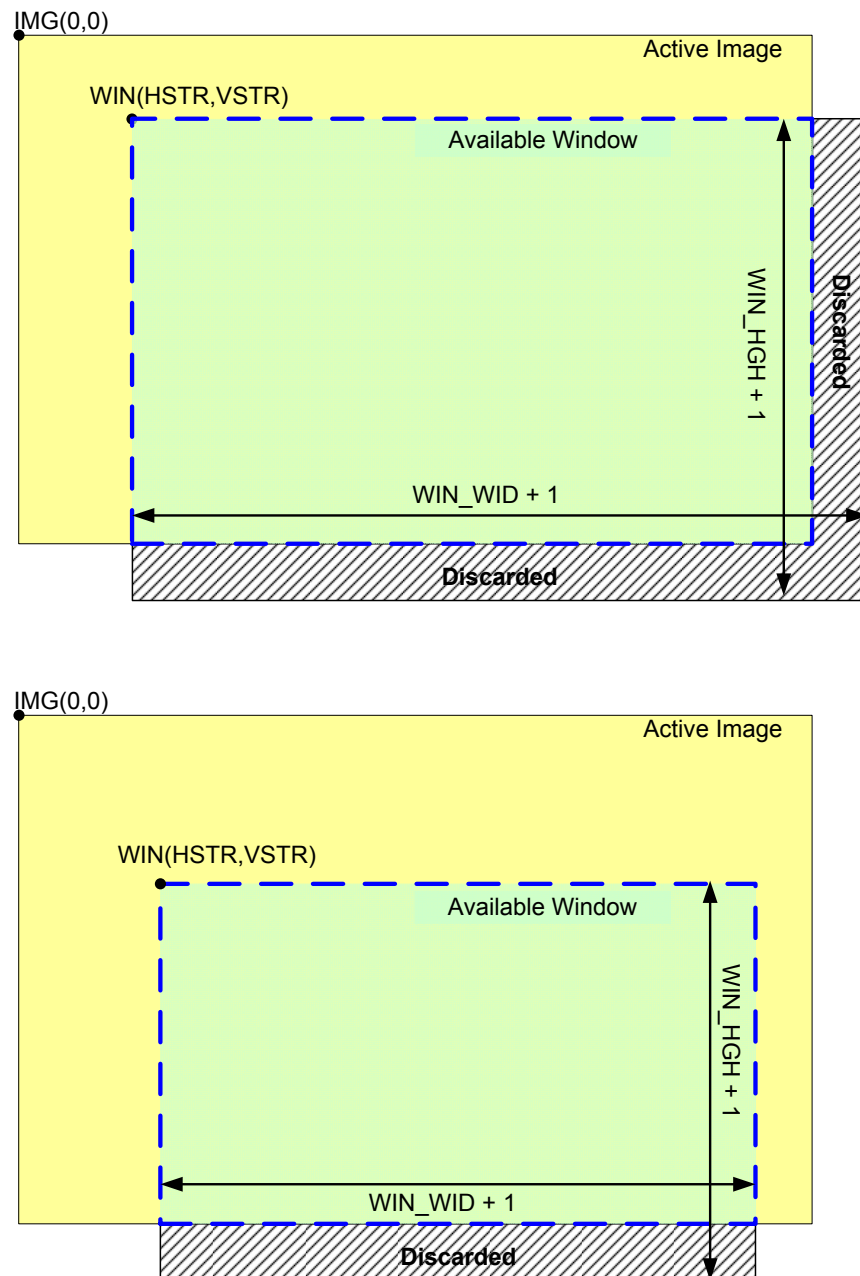 IMG(0,0)
Active Image
WIN(HSTR,VSTR)
Available Window
WIN_HGH + 1
Discarded
WIN_WID + 1
Discarded
IMG(0,0)
Active Image
WIN(HSTR,VSTR)
Available Window
WIN_HGH + 1
WIN_WID + 1
Discarded